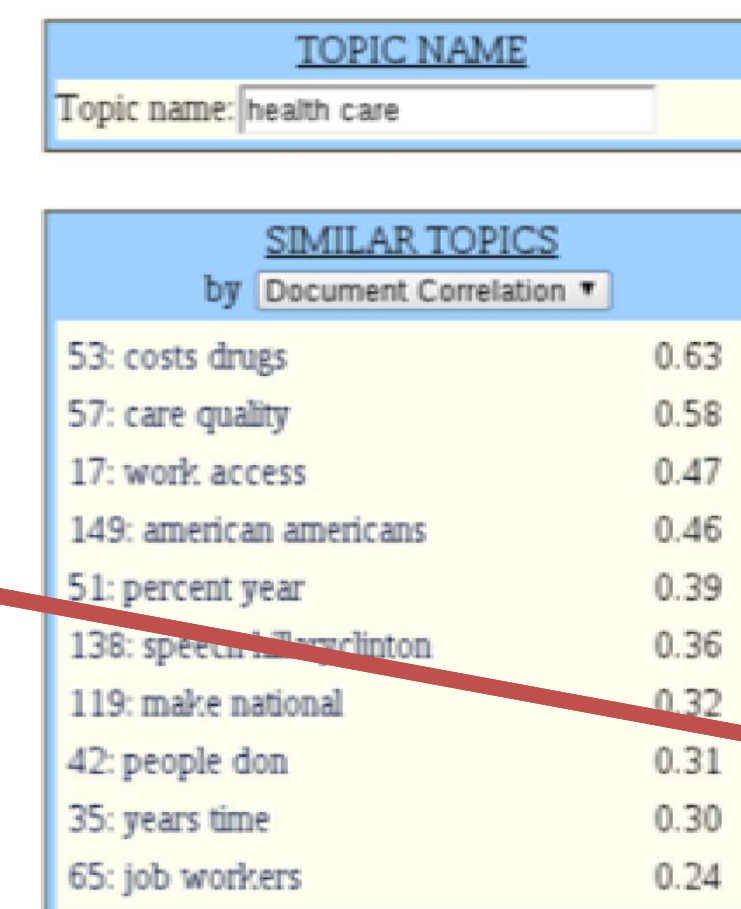 TOPIC NAME
Topic name: health care
SIMILAR TOPICS
by Document Correlation ▼
53: costs drugs 0.63
57: care quality 0.58
17: work access 0.47
149: american americans 0.46
51: percent year 0.39
138: speech hillaryclinton 0.36
119: make national 0.32
42: people don 0.31
35: years time 0.30
65: job workers 0.24